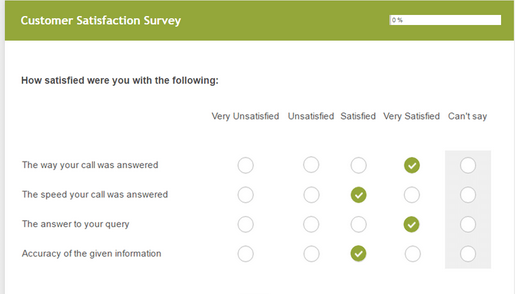 Customer Satisfaction Survey
0 %
How satisfied were you with the following:
Very Unsatisfied Unsatisfied Satisfied Very Satisfied Can't say
The way your call was answered
The speed your call was answered
The answer to your query
Accuracy of the given information